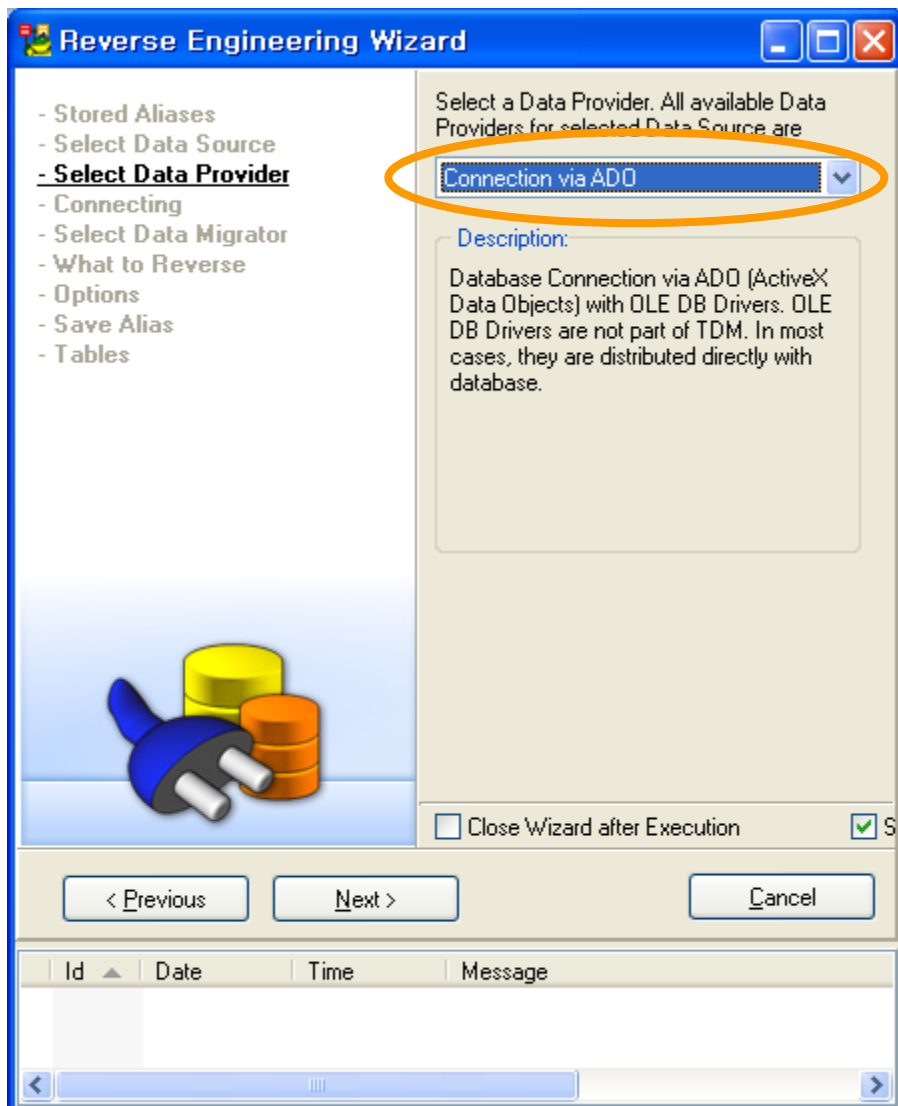 Reverse Engineering Wizard
- Stored Aliases
- Select Data Source
- Select Data Provider
- Connecting
- Select Data Migrator
- What to Reverse
- Options
- Save Alias
- Tables
Select a Data Provider. All available Data
Providers for selected Data Source are
Connection via ADO
Description:
Database Connection via ADO (ActiveX
Data Objects) with OLE DB Drivers. OLE
DB Drivers are not part of TDM. In most
cases, they are distributed directly with
database.
Close Wizard after Execution
S
< Previous
Next >
Cancel
Id
Date
Time
Message